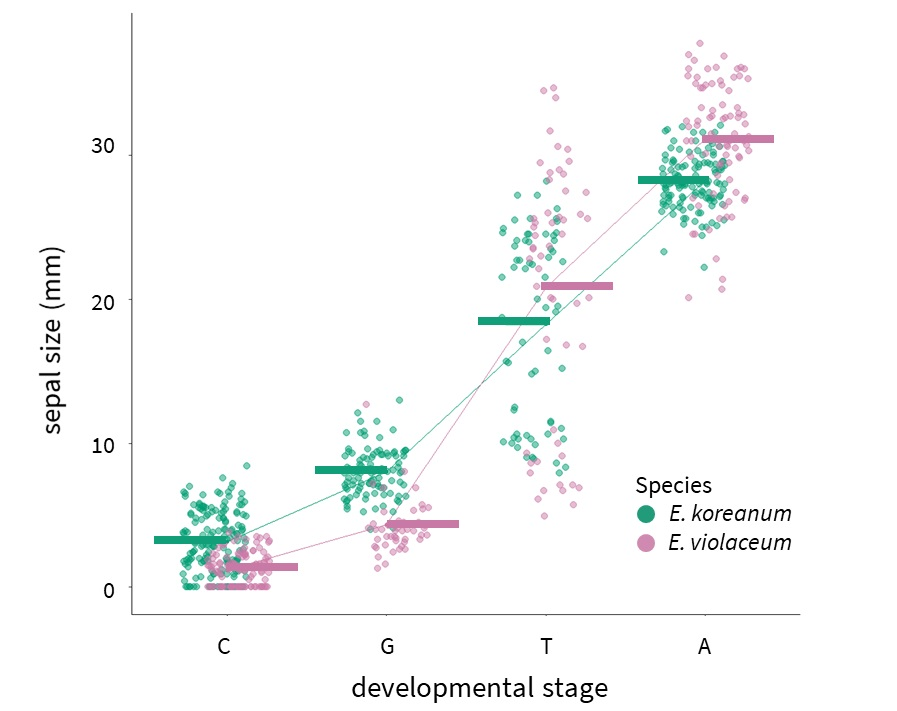 sepal size (mm)
30
20
10
0
C G T A
developmental stage
Species
E. koreanum
E. violaceum